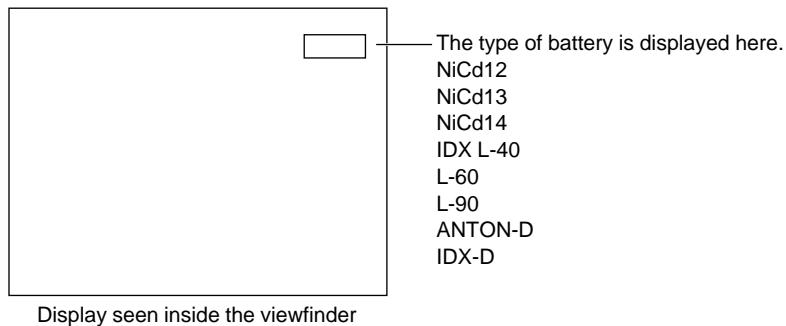 The type of battery is displayed here.
NiCd12
NiCd13
NiCd14
IDX L-40
L-60
L-90
ANTON-D
IDX-D
Display seen inside the viewfinder